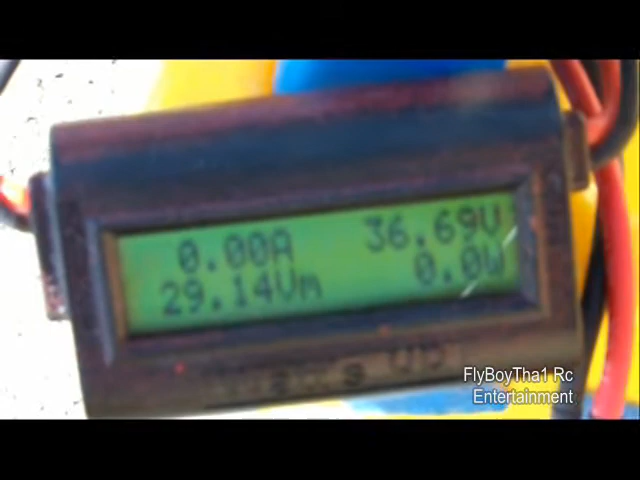 0.00A 36.69V
29.14Vm 0.0W
FlyBoyTha1 Rc
Entertainment